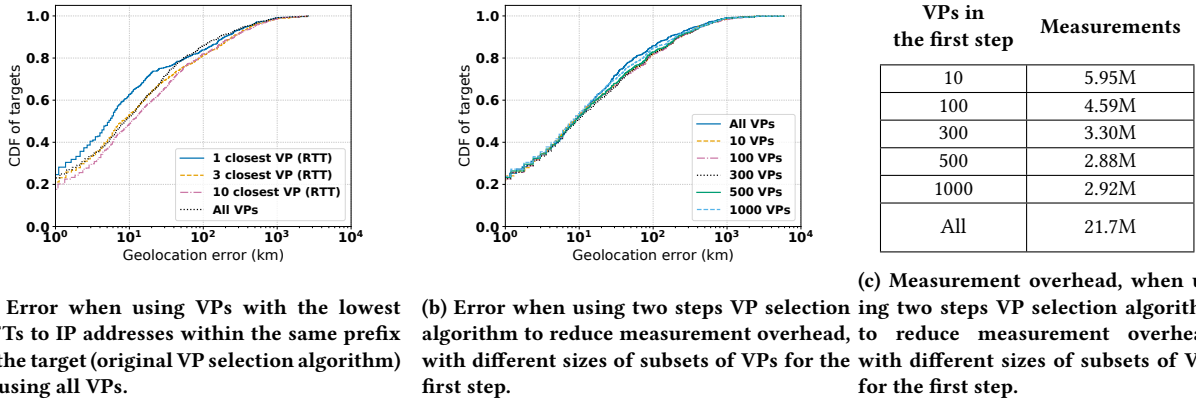 1.0
0.8
0.6
0.4
0.2
0.0
CDF of targets
1 closest VP (RTT)
3 closest VP (RTT)
10 closest VP (RTT)
All VPs
10^0 10^1 10^2 10^3 10^4
Geolocation error (km)
Error when using VPs with the lowest
to IP addresses within the same prefix
the target (original VP selection algorithm)
using all VPs.
1.0
0.8
0.6
0.4
0.2
0.0
CDF of targets
All VPs
10 VPs
100 VPs
300 VPs
500 VPs
1000 VPs
10^0 10^1 10^2 10^3 10^4
Geolocation error (km)
(b) Error when using two steps VP selection
algorithm to reduce measurement overhead,
with different sizes of subsets of VPs for the
first step.
VPs in
the first step Measurements
10 5.95M
100 4.59M
300 3.30M
500 2.88M
1000 2.92M
All 21.7M
(c) Measurement overhead, when
ing two steps VP selection
to reduce measurement
with different sizes of subsets of
for the first step.